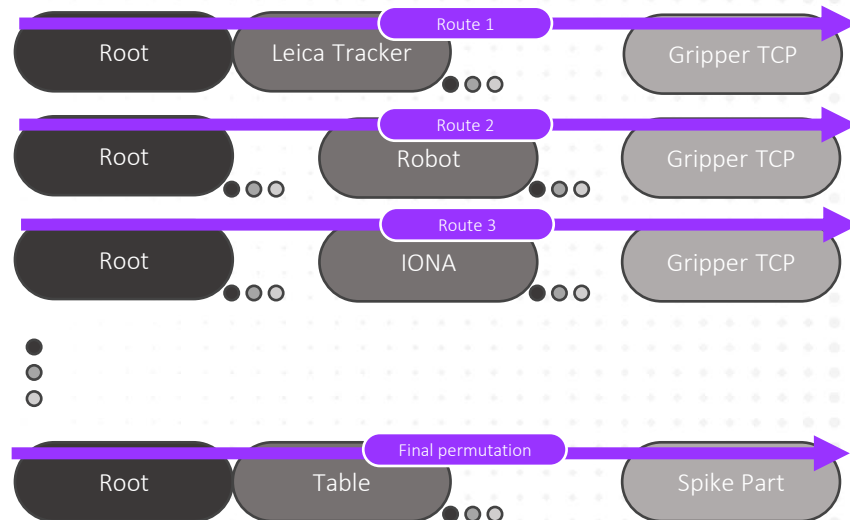 Route 1
Root Leica Tracker Gripper TCP
Route 2
Root Robot Gripper TCP
Route 3
Root IONA Gripper TCP
Final permutation
Root Table Spike Part